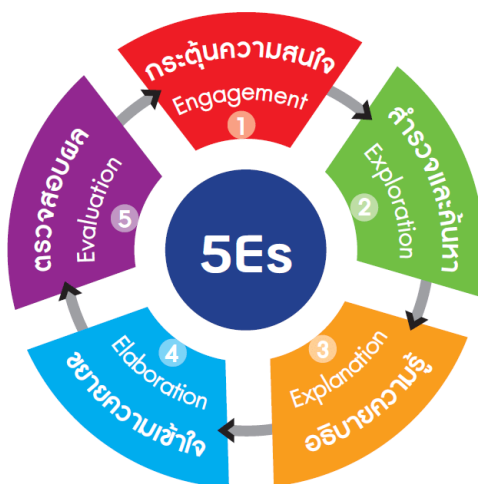 5Es
กระตุ้นความสนใจ
Engagement
1
สำรวจและค้นหา
Exploration
2
อธิบายความรู้
Explanation
3
ขยายความเข้าใจ
Elaboration
4
ตรวจสอบผล
Evaluation
5